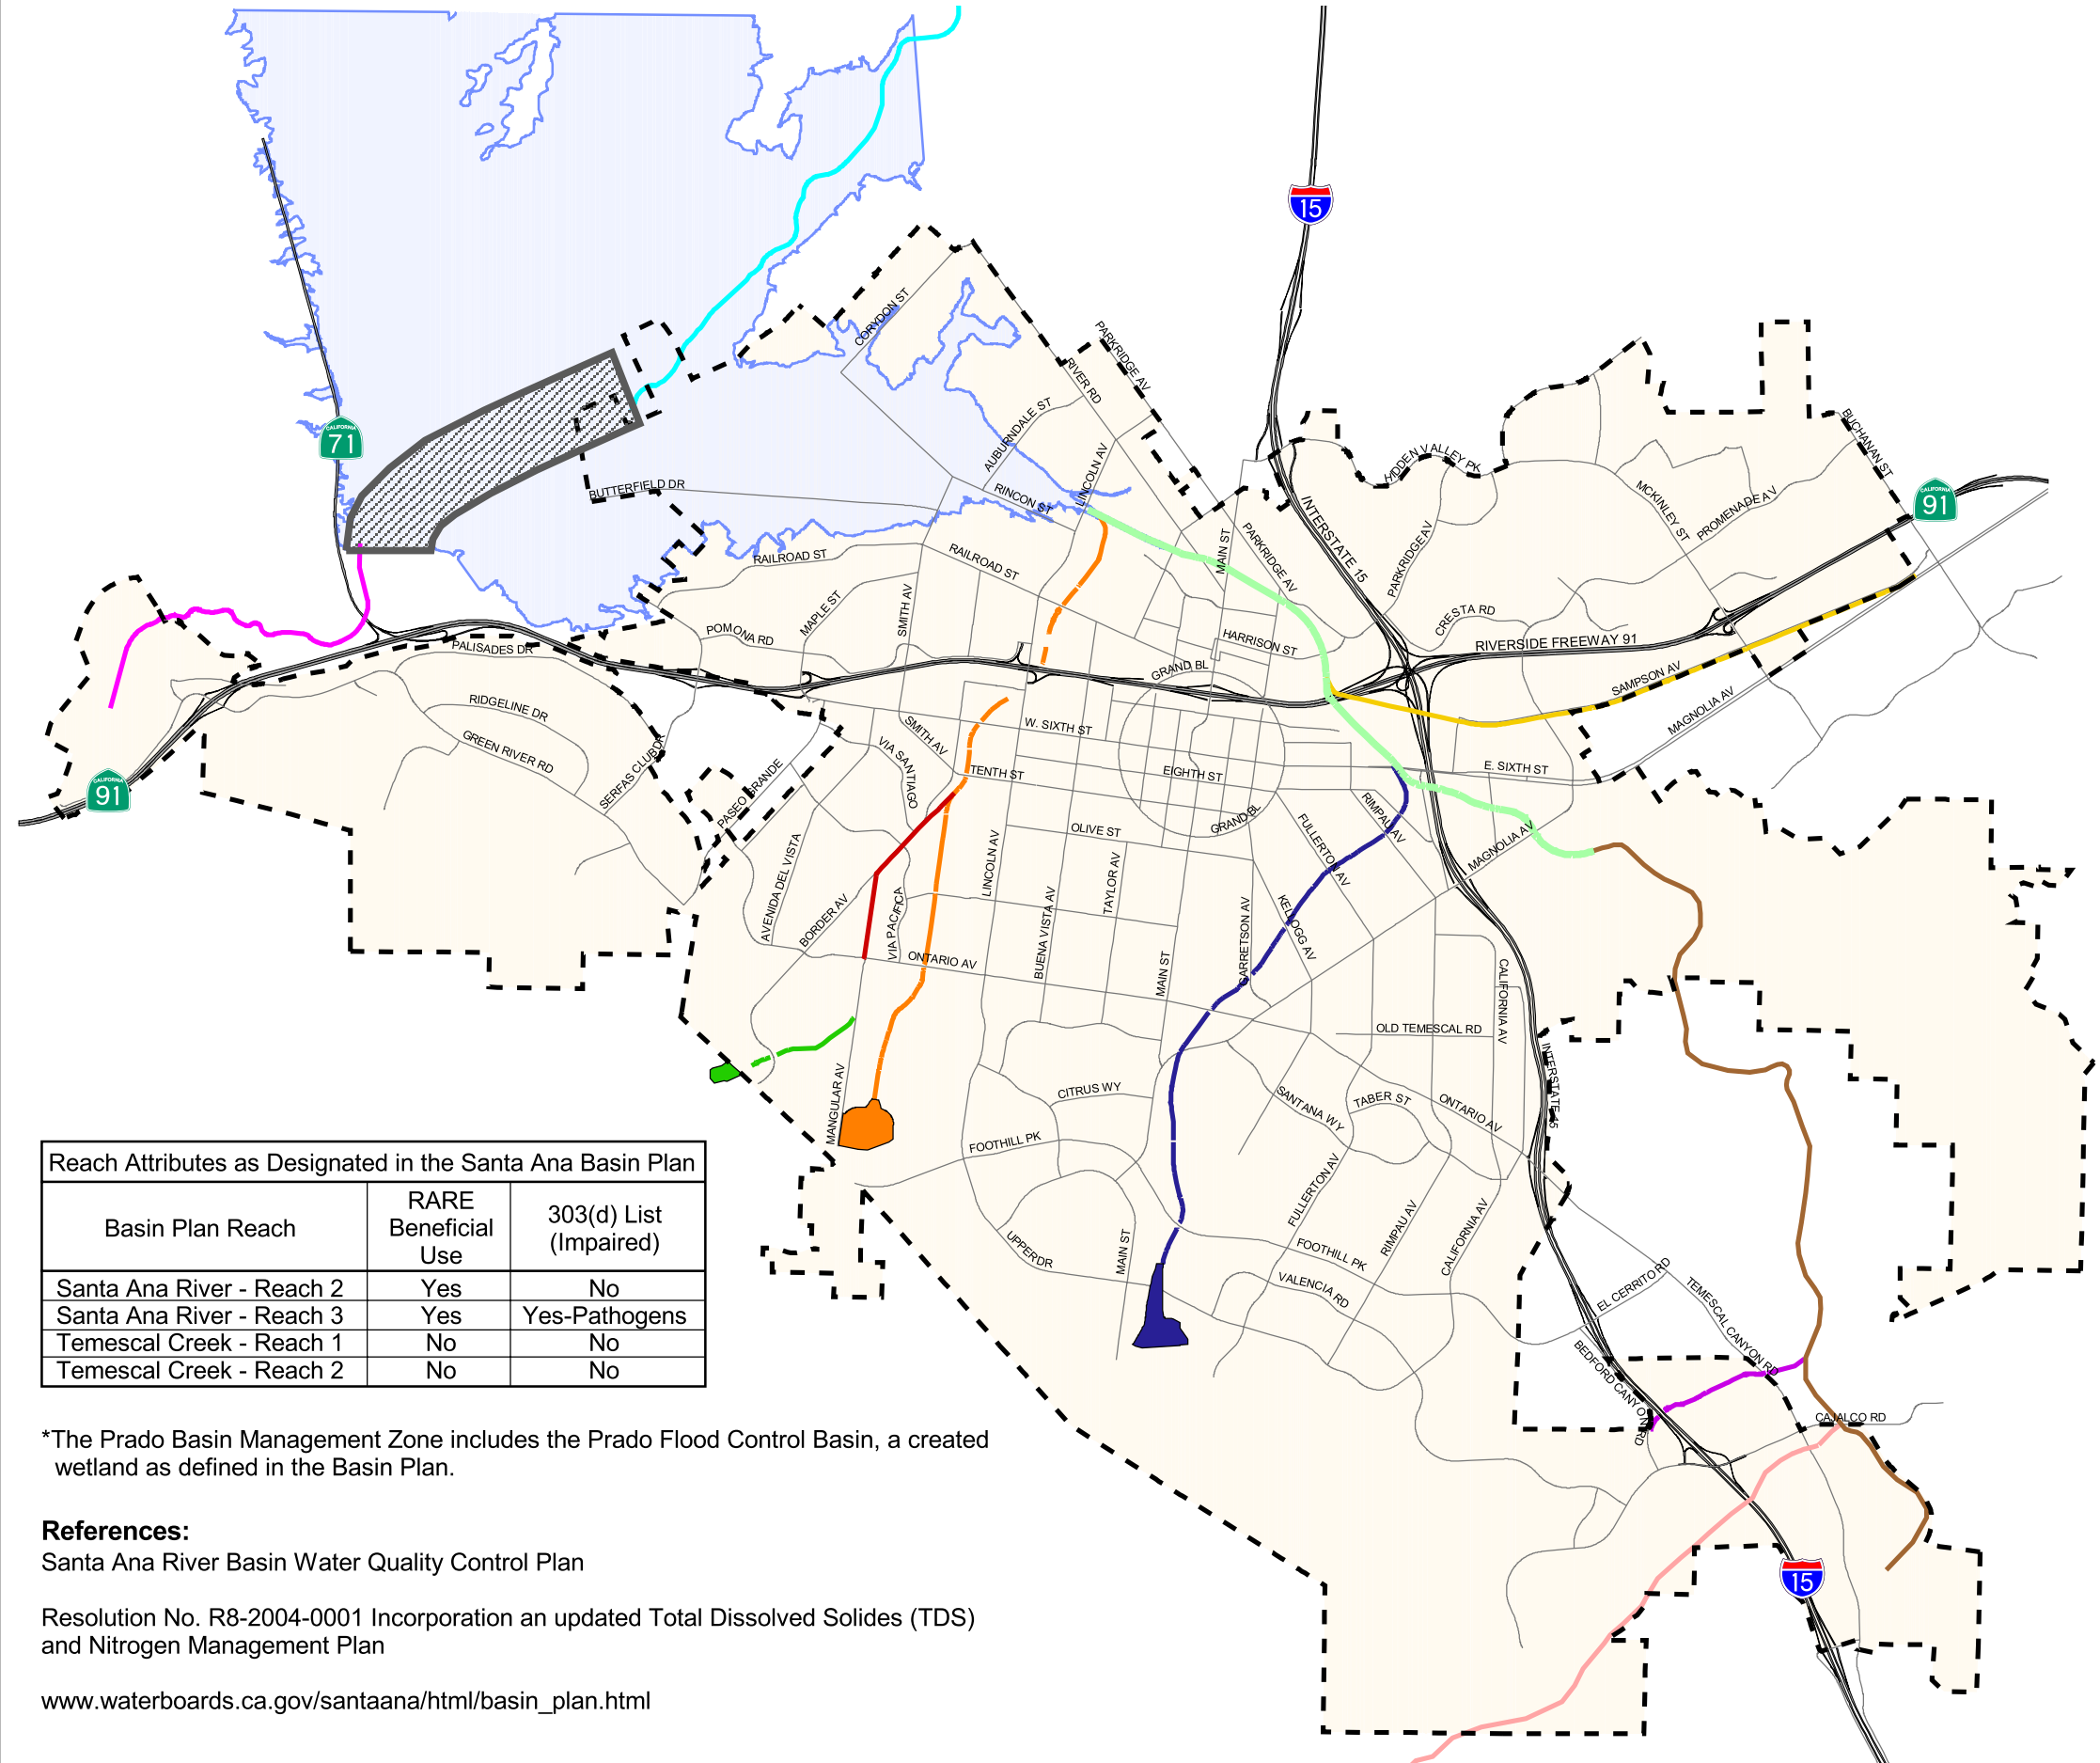 15
CORYDON ST
PARKRIDGE AV
RIVER RD
AUBURNDALE ST
LINCOLN AV
HIDDEN VALLEY PK
BUCHANAN ST
CALIFORNIA
71
CALIFORNIA
91
BUTTERFIELD DR
RINCON ST
MCKINLEY ST
PROMENADE AV
INTERSTATE 15
RAILROAD ST
RAILROAD ST
MAIN ST
PARKRIDGE AV
PARKRIDGE AV
MAPLE ST
SMITH AV
POMONA RD
CRESTA RD
HARRISON ST
RIVERSIDE FREEWAY 91
PALISADES DR
GRAND BL
SAMPSON AV
RIDGELINE DR
MAGNOLIA AV
GREEN RIVER RD
SMITH AV
W. SIXTH ST
VIA SANTIAGO
SERFAS CLUB DR
PASEO GRANDE
TENTH ST
EIGHTH ST
E. SIXTH ST
CALIFORNIA
91
RIMPAU AV
GRAND BL
OLIVE ST
FULLERTON AV
MAGNOLIA AV
AVENIDA DEL VISTA
LINCOLN AV
TAYLOR AV
BORDER AV
VIA PACIFICA
BUENA VISTA AV
GARRETSON AV
KELLOGG AV
ONTARIO AV
MAIN ST
CALIFORNIA AV
OLD TEMESCAL RD
INTERSTATE 15
MANGULAR AV
CITRUS WY
SANTANA WY
TABER ST
ONTARIO AV
FOOTHILL PK
FULLERTON AV
RIMPAU AV
CALIFORNIA AV
UPPER DR
MAIN ST
FOOTHILL PK
VALENCIA RD
EL CERRITO RD
TEMESCAL CANYON RD
BEDFORD CANYON RD
CAJALCO RD
15
Reach Attributes as Designated in the Santa Ana Basin Plan
Basin Plan Reach
RARE
Beneficial
Use
303(d) List
(Impaired)
Santa Ana River - Reach 2 Yes No
Santa Ana River - Reach 3 Yes Yes-Pathogens
Temescal Creek - Reach 1 No No
Temescal Creek - Reach 2 No No
*The Prado Basin Management Zone includes the Prado Flood Control Basin, a created
wetland as defined in the Basin Plan.
References:
Santa Ana River Basin Water Quality Control Plan
Resolution No. R8-2004-0001 Incorporation an updated Total Dissolved Solides (TDS)
and Nitrogen Management Plan
www.waterboards.ca.gov/santaana/html/basin_plan.html